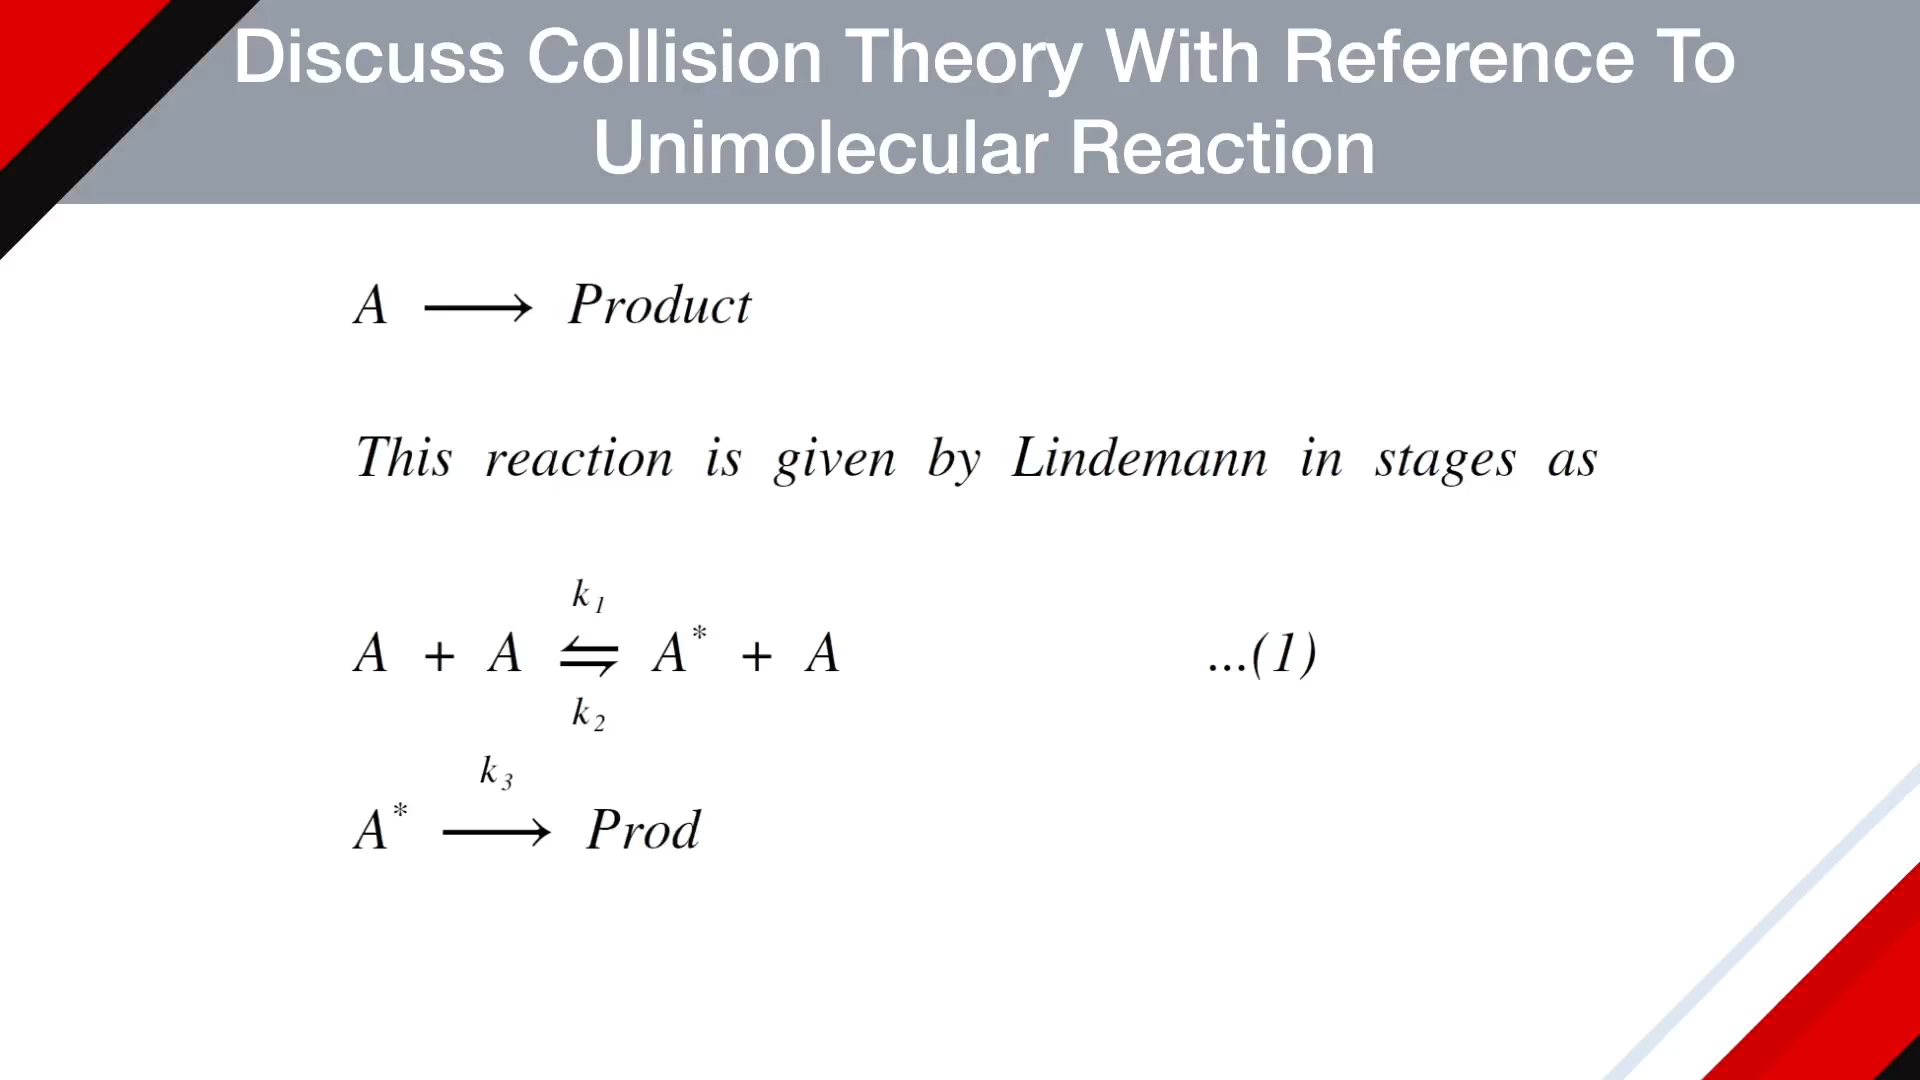 Discuss Collision Theory With Reference To
Unimolecular Reaction
A ⟶ Product
This reaction is given by Lindemann in stages as
k₁
A + A ⇋ A* + A ...(1)
k₂
k₃
A* ⟶ Prod